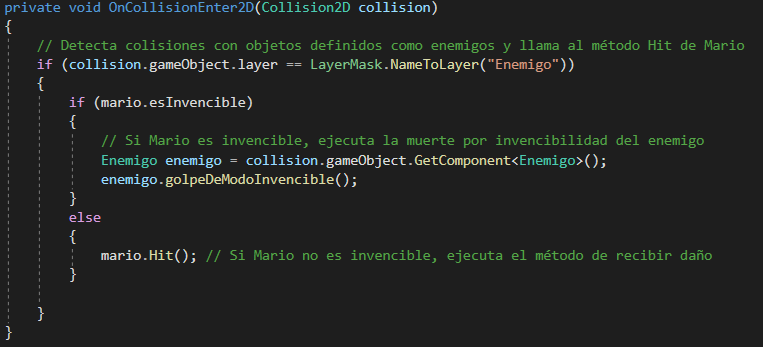 private void OnCollisionEnter2D(Collision2D collision)
{
// Detecta colisiones con objetos definidos como enemigos y llama al método Hit de Mario
if (collision.gameObject.layer == LayerMask.NameToLayer("Enemigo"))
{
if (mario.esInvencible)
{
// Si Mario es invencible, ejecuta la muerte por invencibilidad del enemigo
Enemigo enemigo = collision.gameObject.GetComponent<Enemigo>();
enemigo.golpeDeModoInvencible();
}
else
{
mario.Hit(); // Si Mario no es invencible, ejecuta el método de recibir daño
}
}
}